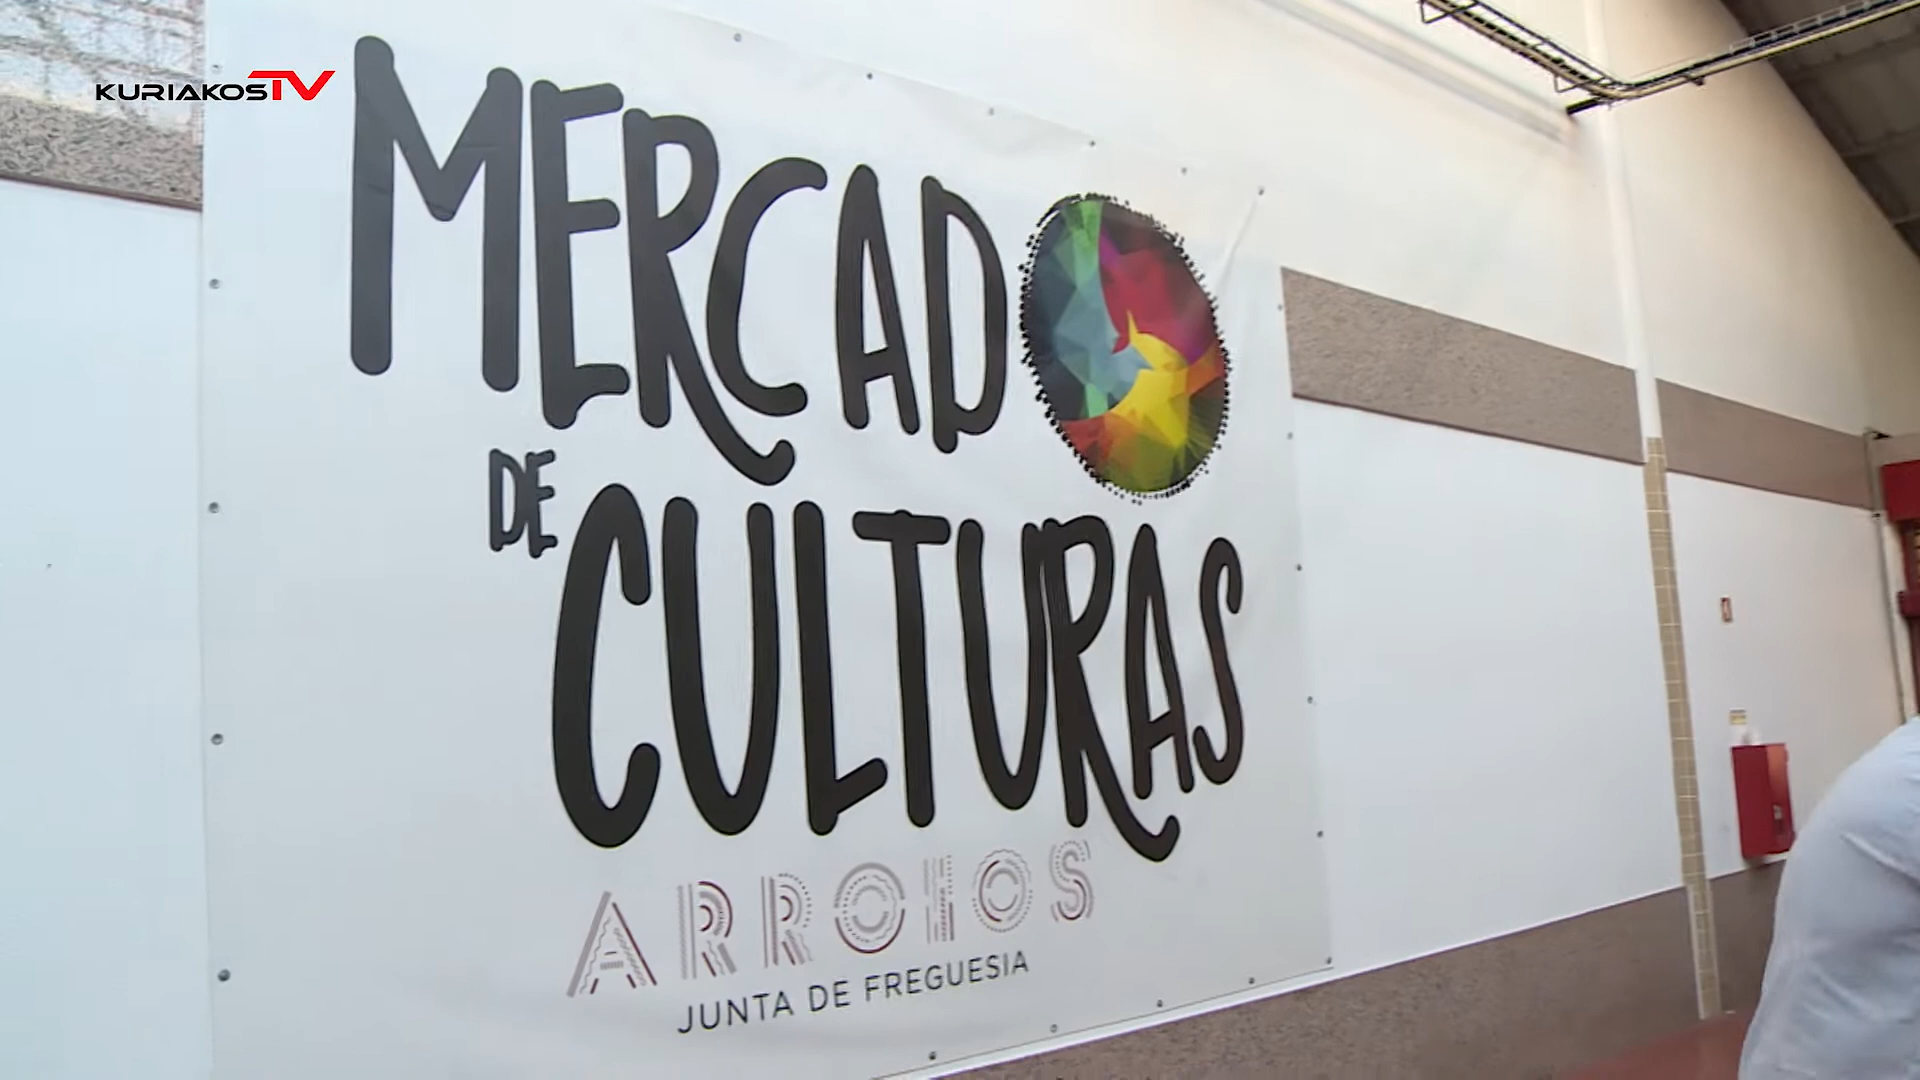 KURIAKOSTV
MERCADO
DE
CULTURAS
ARROIOS
JUNTA DE FREGUESIA